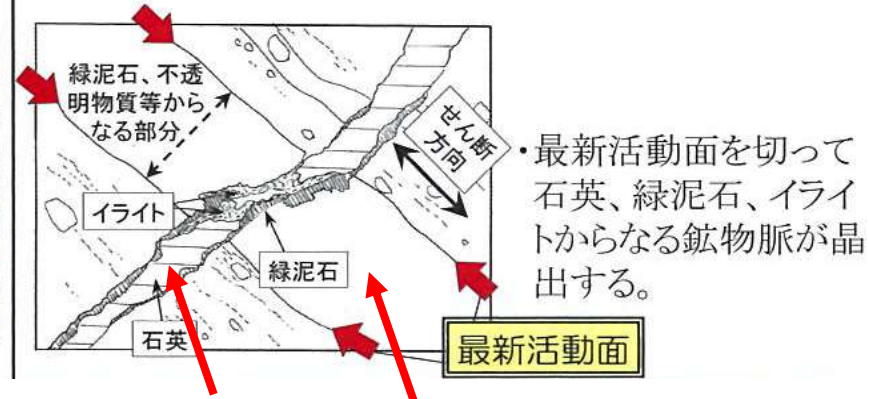 緑泥石、不透
明物質等から
なる部分
せん断
方向
イライト
緑泥石
石英
・最新活動面を切って
石英、緑泥石、イライ
トからなる鉱物脈が晶
出する。
最新活動面